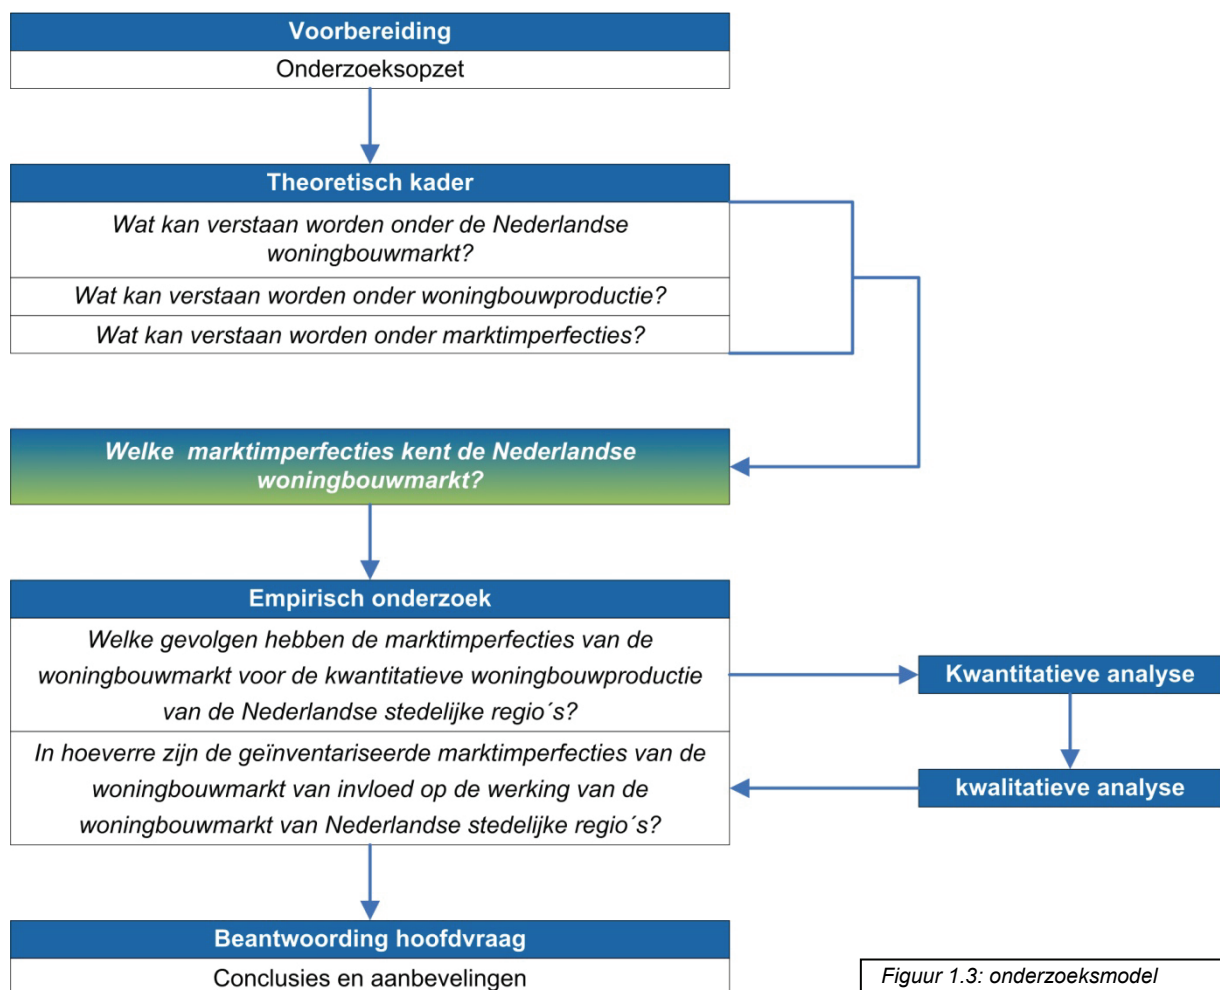 Voorbereiding
Onderzoeksopzet
Theoretisch kader
Wat kan verstaan worden onder de Nederlandse
woningbouwmarkt?
Wat kan verstaan worden onder woningbouwproductie?
Wat kan verstaan worden onder marktimperfecties?
Welke marktimperfecties kent de Nederlandse
woningbouwmarkt?
Empirisch onderzoek
Welke gevolgen hebben de marktimperfecties van de
woningbouwmarkt voor de kwantitatieve woningbouwproductie
van de Nederlandse stedelijke regio´s?
In hoeverre zijn de geïnventariseerde marktimperfecties van de
woningbouwmarkt van invloed op de werking van de
woningbouwmarkt van Nederlandse stedelijke regio´s?
Kwantitatieve analyse
kwalitatieve analyse
Beantwoording hoofdvraag
Conclusies en aanbevelingen
Figuur 1.3: onderzoeksmodel